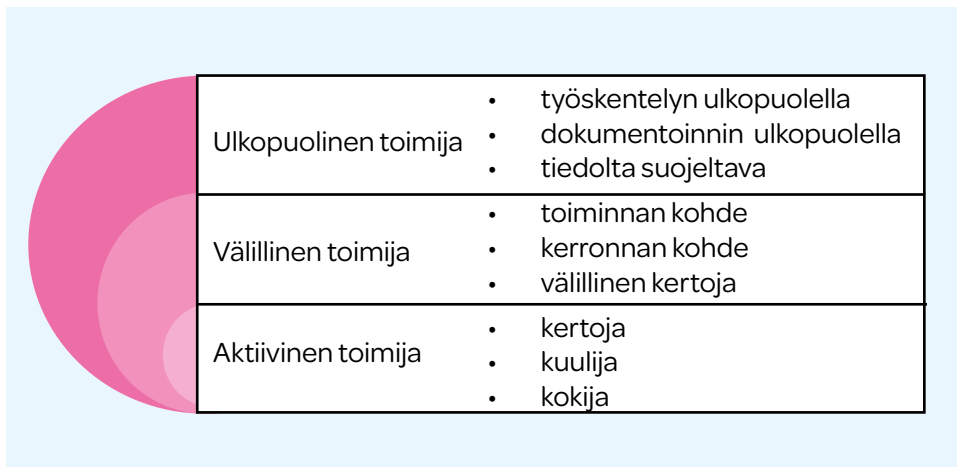 Ulkopuolinen toimija
• työskentelyn ulkopuolella
• dokumentoinnin ulkopuolella
• tiedolta suojeltava
Välillinen toimija
• toiminnan kohde
• kerronnan kohde
• välillinen kertoja
Aktiivinen toimija
• kertoja
• kuulija
• kokija